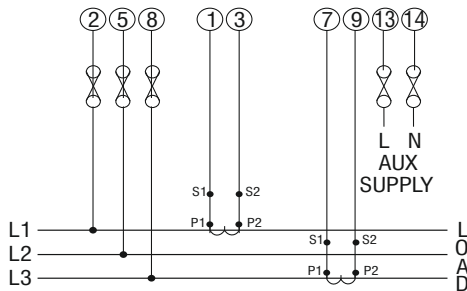 2 5 8 1 3 7 9 13 14
L N
AUX
SUPPLY
S1 S2
P1 P2
L1 L
S1 S2
L2 O
A
P1 P2
L3 D